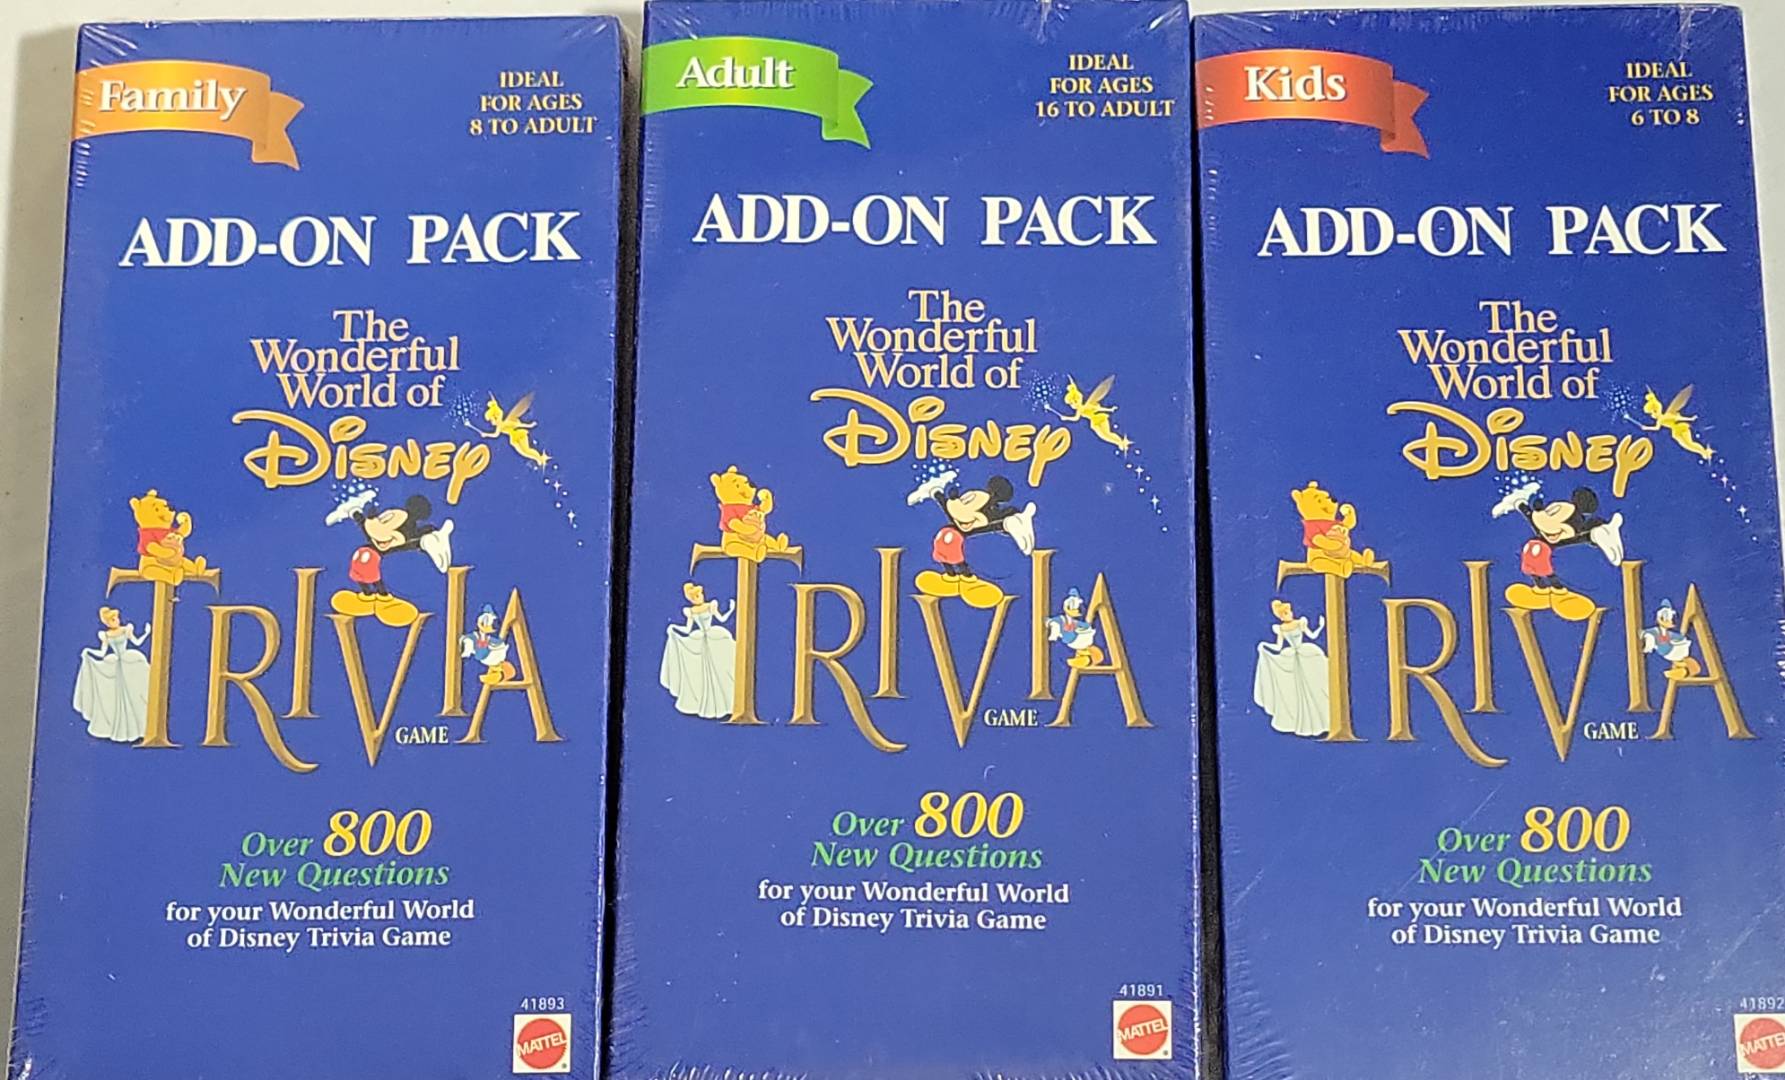 Family
IDEAL
FOR AGES
8 TO ADULT
ADD-ON PACK
The
Wonderful
World of
Disney
TRIVIA
GAME
Over 800
New Questions
for your Wonderful World
of Disney Trivia Game
41893
MATTEL
Adult
IDEAL
FOR AGES
16 TO ADULT
ADD-ON PACK
The
Wonderful
World of
Disney
TRIVIA
GAME
Over 800
New Questions
for your Wonderful World
of Disney Trivia Game
41891
MATTEL
Kids
IDEAL
FOR AGES
6 TO 8
ADD-ON PACK
The
Wonderful
World of
Disney
TRIVIA
GAME
Over 800
New Questions
for your Wonderful World
of Disney Trivia Game
41892
MATTE